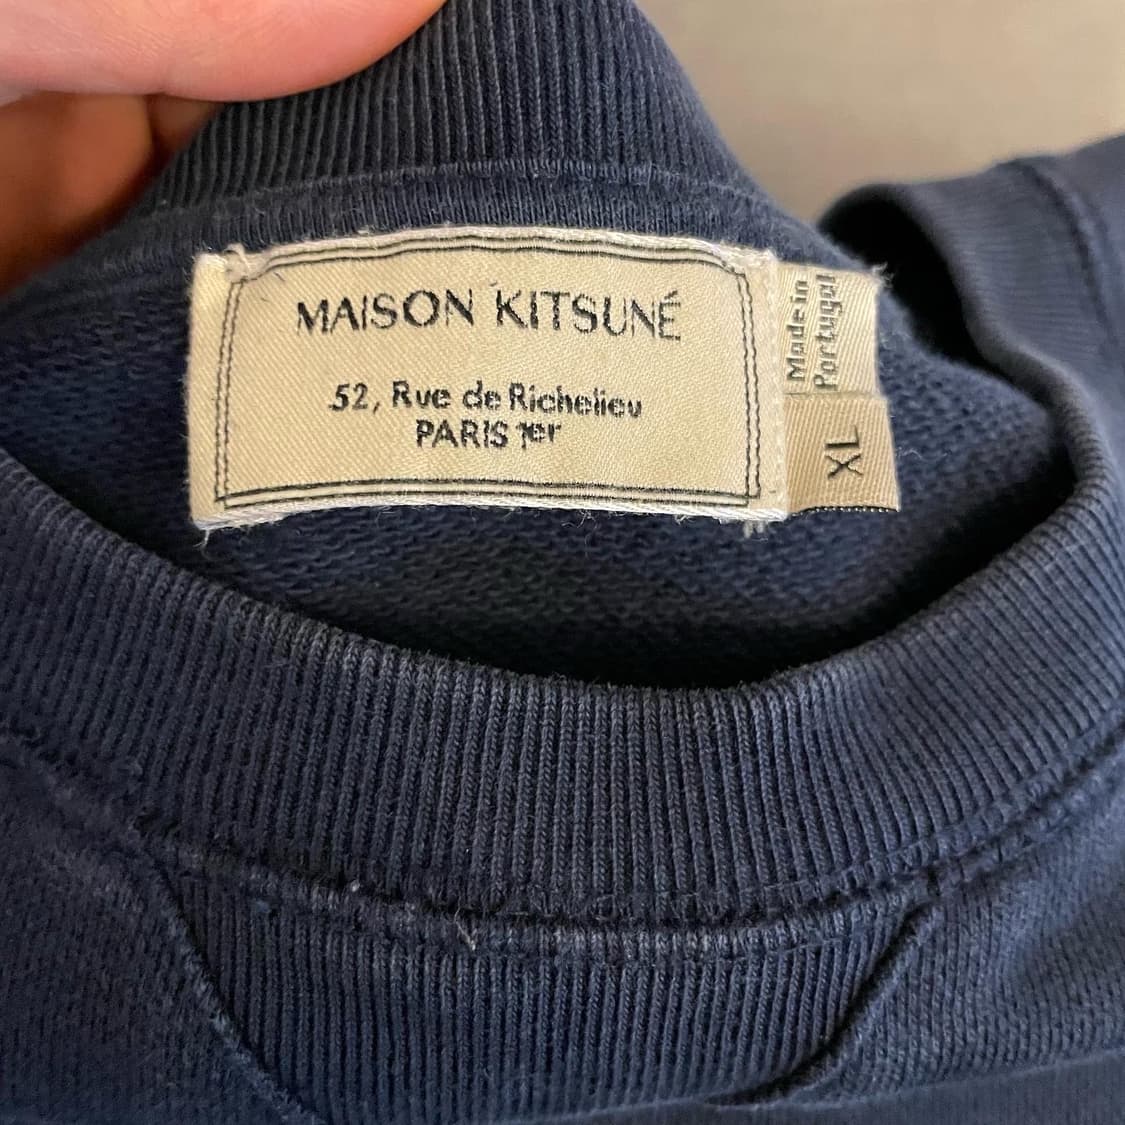 MAISON KITSUNÉ
52, Rue de Richelieu
PARIS 1er
Made in
Portugal
XL